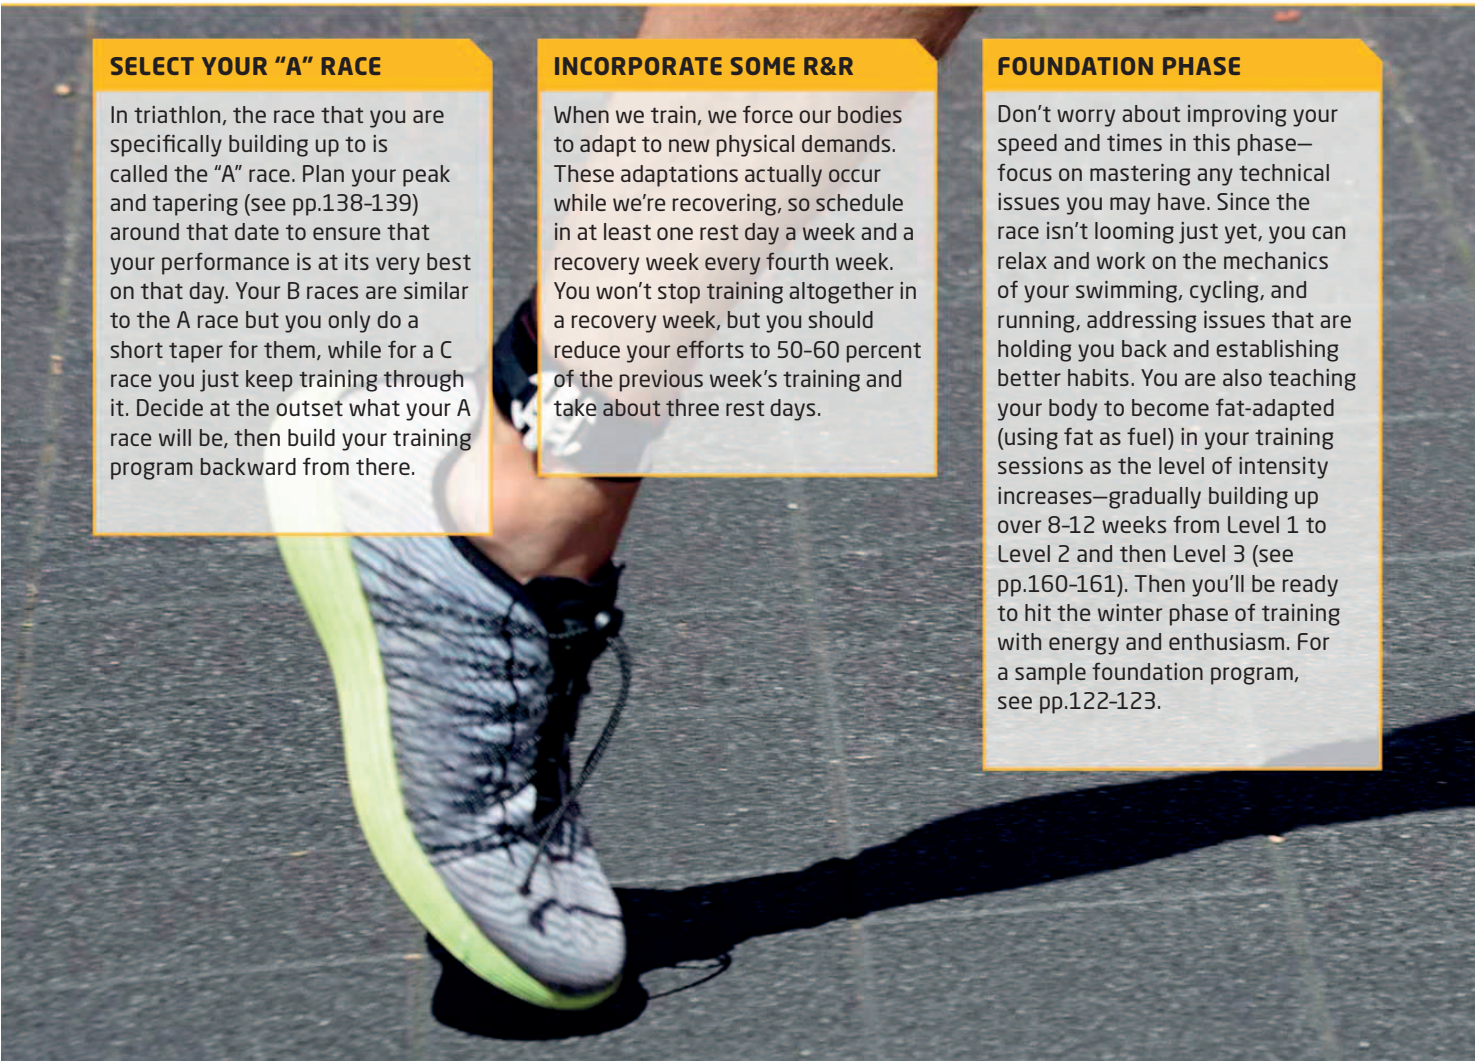 SELECT YOUR “A” RACE
In triathlon, the race that you are
specifically building up to is
called the “A” race. Plan your peak
and tapering (see pp.138–139)
around that date to ensure that
your performance is at its very best
on that day. Your B races are similar
to the A race but you only do a
short taper for them, while for a C
race you just keep training through
it. Decide at the outset what your A
race will be, then build your training
program backward from there.
INCORPORATE SOME R&R
When we train, we force our bodies
to adapt to new physical demands.
These adaptations actually occur
while we’re recovering, so schedule
in at least one rest day a week and a
recovery week every fourth week.
You won’t stop training altogether in
a recovery week, but you should
reduce your efforts to 50–60 percent
of the previous week’s training and
take about three rest days.
FOUNDATION PHASE
Don’t worry about improving your
speed and times in this phase—
focus on mastering any technical
issues you may have. Since the
race isn’t looming just yet, you can
relax and work on the mechanics
of your swimming, cycling, and
running, addressing issues that are
holding you back and establishing
better habits. You are also teaching
your body to become fat-adapted
(using fat as fuel) in your training
sessions as the level of intensity
increases—gradually building up
over 8–12 weeks from Level 1 to
Level 2 and then Level 3 (see
pp.160–161). Then you’ll be ready
to hit the winter phase of training
with energy and enthusiasm. For
a sample foundation program,
see pp.122–123.